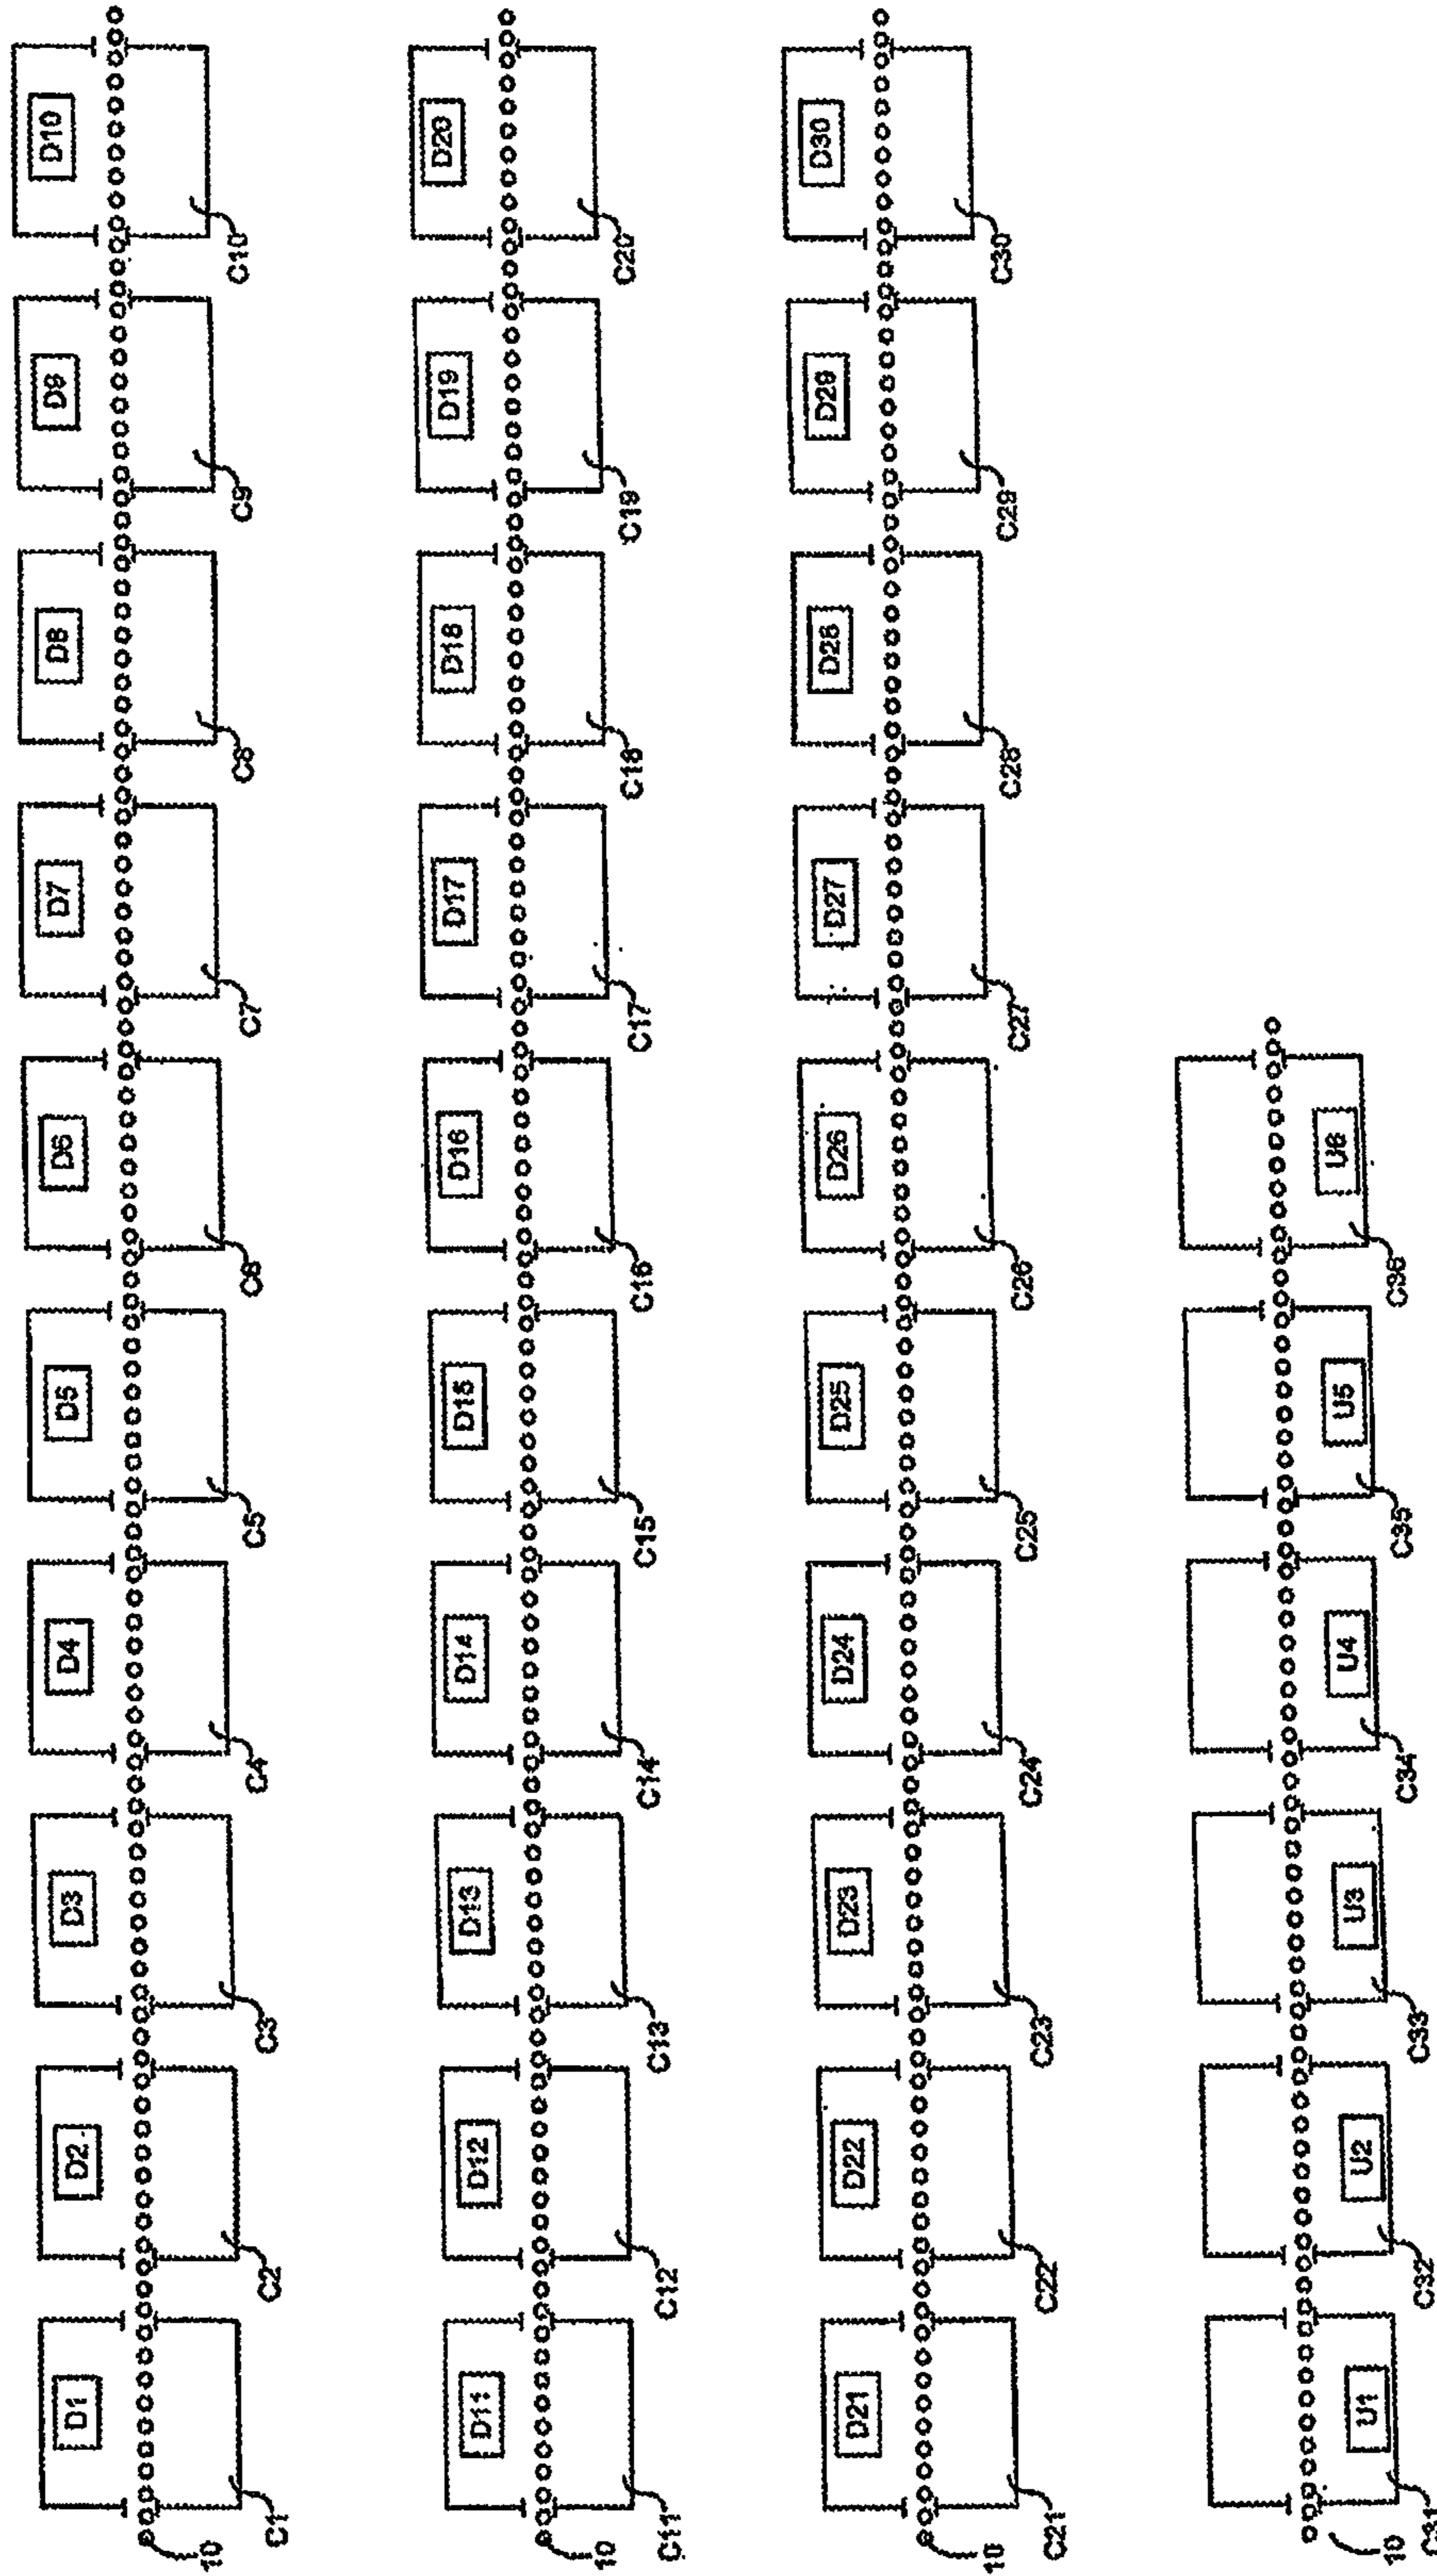 D1 D2 D3 D4 D5 D6 D7 D8 D9 D10
10 C1 C2 C3 C4 C5 C6 C7 C8 C9 C10
D11 D12 D13 D14 D15 D16 D17 D18 D19 D20
10 C11 C12 C13 C14 C15 C16 C17 C18 C19 C20
D21 D22 D23 D24 D25 D26 D27 D28 D29 D30
10 C21 C22 C23 C24 C25 C26 C27 C28 C29 C30
U1 U2 U3 U4 U5 U6
10 C31 C32 C33 C34 C35 C36